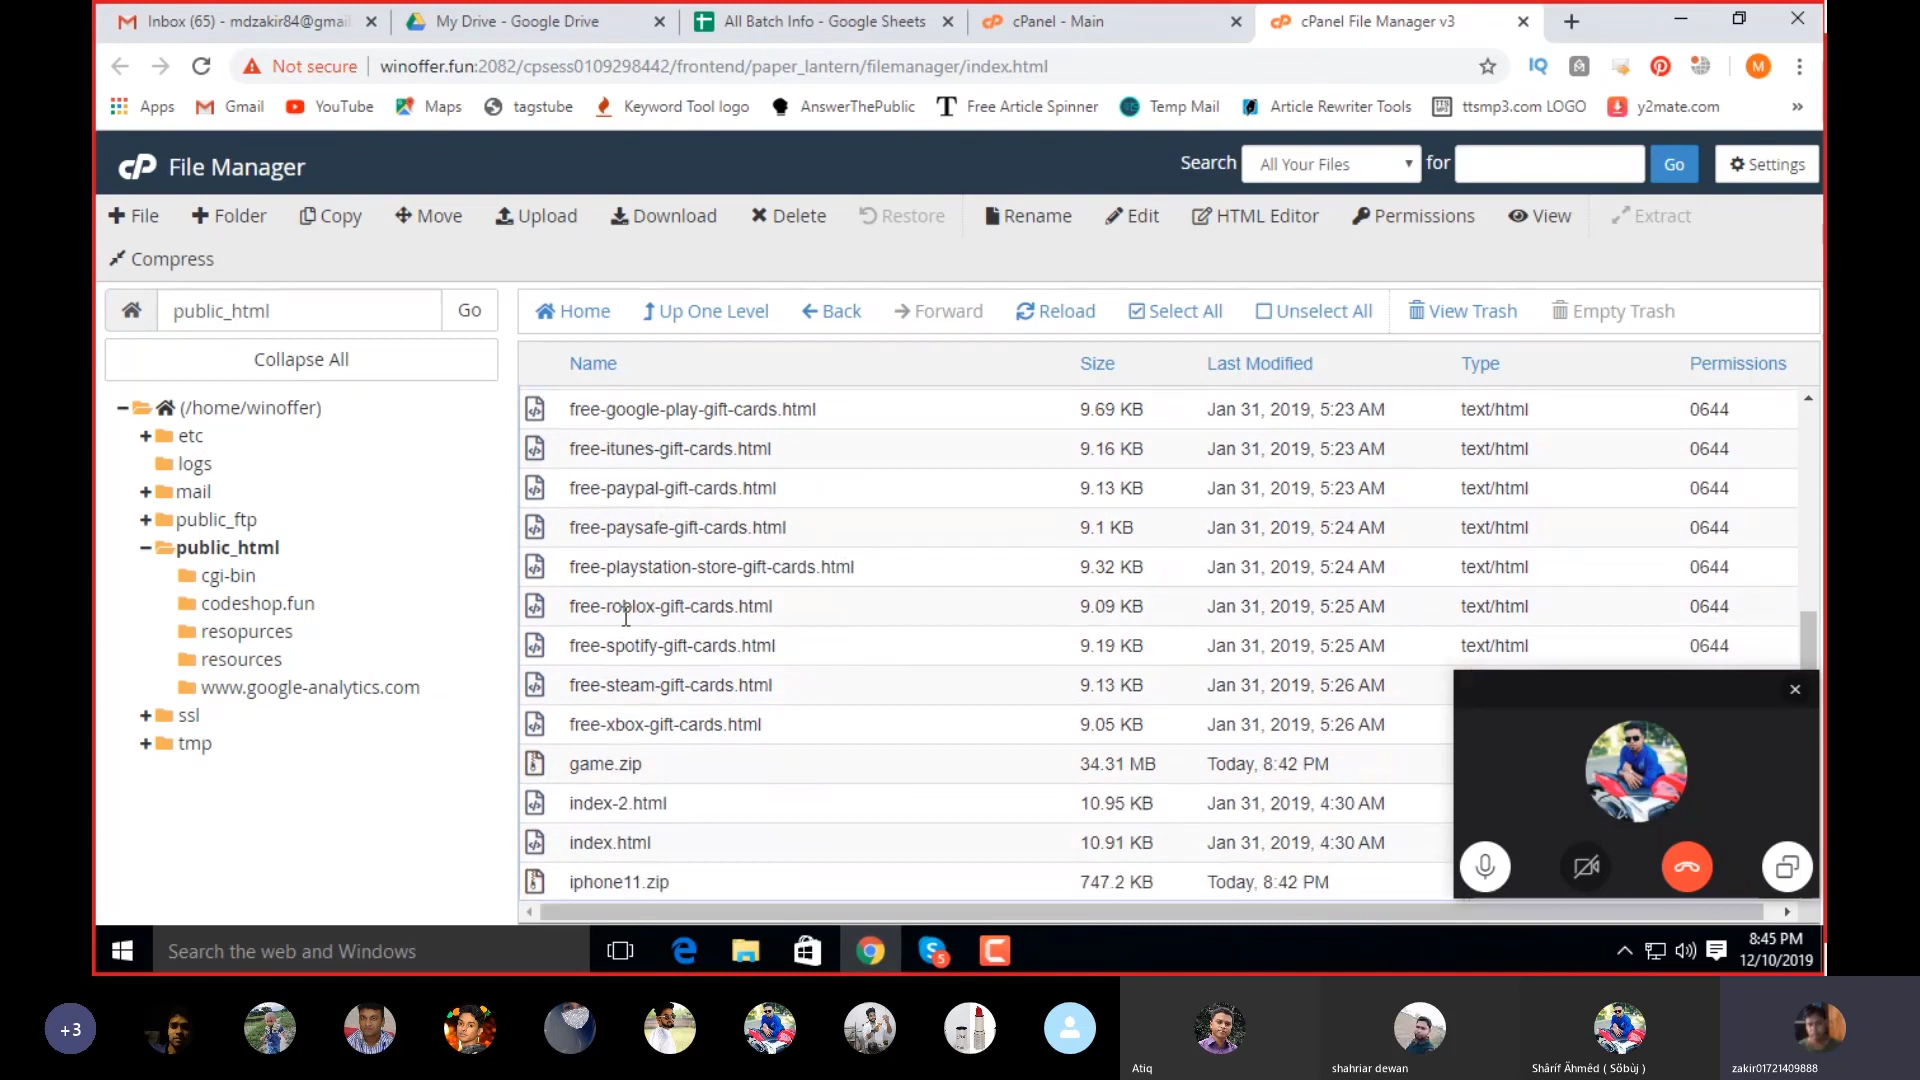 Inbox (65) - mdzakir84@gmai
My Drive - Google Drive
All Batch Info - Google Sheets
cPanel - Main
cPanel File Manager v3
Not secure
winoffer.fun:2082/cpsess0109298442/frontend/paper_lantern/filemanager/index.html
IQ
M
Apps
Gmail
YouTube
Maps
tagstube
Keyword Tool logo
AnswerThePublic
Free Article Spinner
Temp Mail
Article Rewriter Tools
ttsmp3.com LOGO
y2mate.com
»
cP File Manager
Search
All Your Files
for
Go
Settings
File
Folder
Copy
Move
Upload
Download
Delete
Restore
Rename
Edit
HTML Editor
Permissions
View
Extract
Compress
public_html
Go
Home
Up One Level
Back
Forward
Reload
Select All
Unselect All
View Trash
Empty Trash
Collapse All
(/home/winoffer)
etc
logs
mail
public_ftp
public_html
cgi-bin
codeshop.fun
resopurces
resources
www.google-analytics.com
ssl
tmp
Name Size Last Modified Type Permissions
free-google-play-gift-cards.html 9.69 KB Jan 31, 2019, 5:23 AM text/html 0644
free-itunes-gift-cards.html 9.16 KB Jan 31, 2019, 5:23 AM text/html 0644
free-paypal-gift-cards.html 9.13 KB Jan 31, 2019, 5:23 AM text/html 0644
free-paysafe-gift-cards.html 9.1 KB Jan 31, 2019, 5:24 AM text/html 0644
free-playstation-store-gift-cards.html 9.32 KB Jan 31, 2019, 5:24 AM text/html 0644
free-roblox-gift-cards.html 9.09 KB Jan 31, 2019, 5:25 AM text/html 0644
free-spotify-gift-cards.html 9.19 KB Jan 31, 2019, 5:25 AM text/html 0644
free-steam-gift-cards.html 9.13 KB Jan 31, 2019, 5:26 AM
free-xbox-gift-cards.html 9.05 KB Jan 31, 2019, 5:26 AM
game.zip 34.31 MB Today, 8:42 PM
index-2.html 10.95 KB Jan 31, 2019, 4:30 AM
index.html 10.91 KB Jan 31, 2019, 4:30 AM
iphone11.zip 747.2 KB Today, 8:42 PM
Search the web and Windows
5
8:45 PM
12/10/2019
+3
Atiq
shahriar dewan
Shâríf Ãhmêd ( Sôbùj )
zakir01721409888